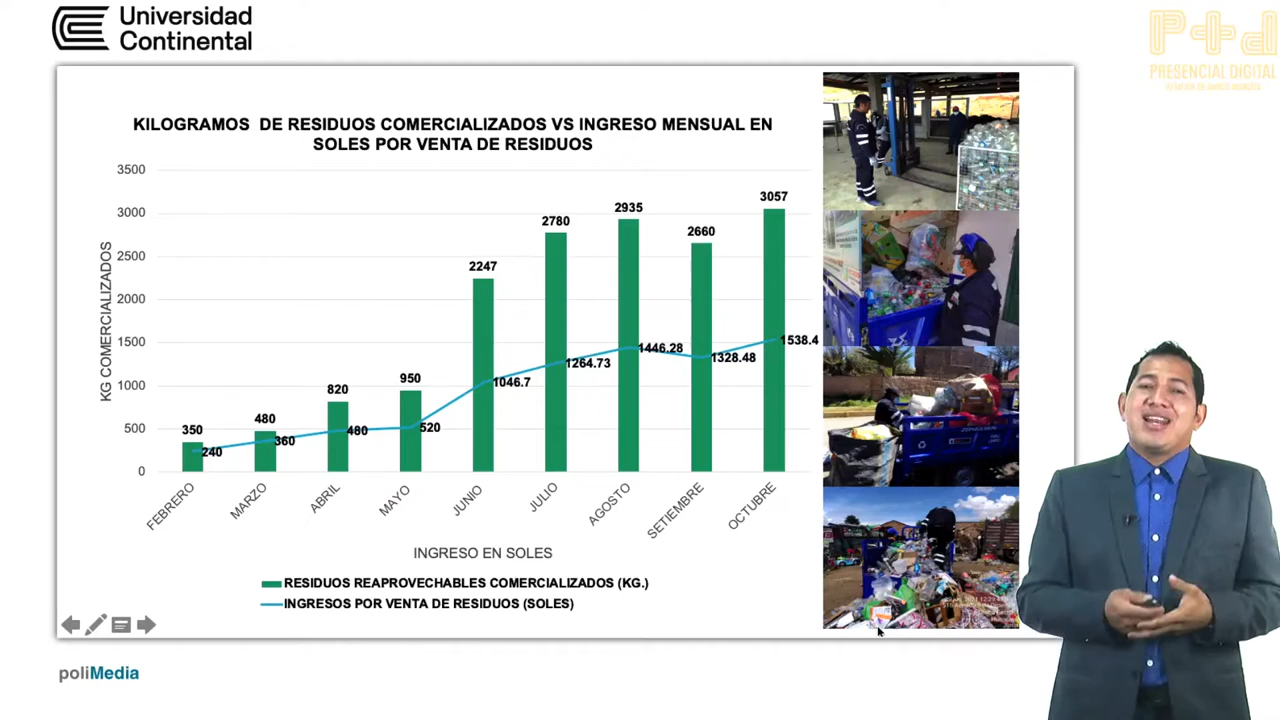 Universidad
Continental
P+d
PRESENCIAL DIGITAL
KILOGRAMOS DE RESIDUOS COMERCIALIZADOS VS INGRESO MENSUAL EN
SOLES POR VENTA DE RESIDUOS
KG COMERCIALIZADOS
3500
3000
2500
2000
1500
1000
500
0
350
480
820
950
2247
2780
2935
2660
3057
240
360
480
520
1046.7
1264.73
1446.28
1328.48
1538.4
FEBRERO
MARZO
ABRIL
MAYO
JUNIO
JULIO
AGOSTO
SETIEMBRE
OCTUBRE
INGRESO EN SOLES
RESIDUOS REAPROVECHABLES COMERCIALIZADOS (KG.)
INGRESOS POR VENTA DE RESIDUOS (SOLES)
poliMedia